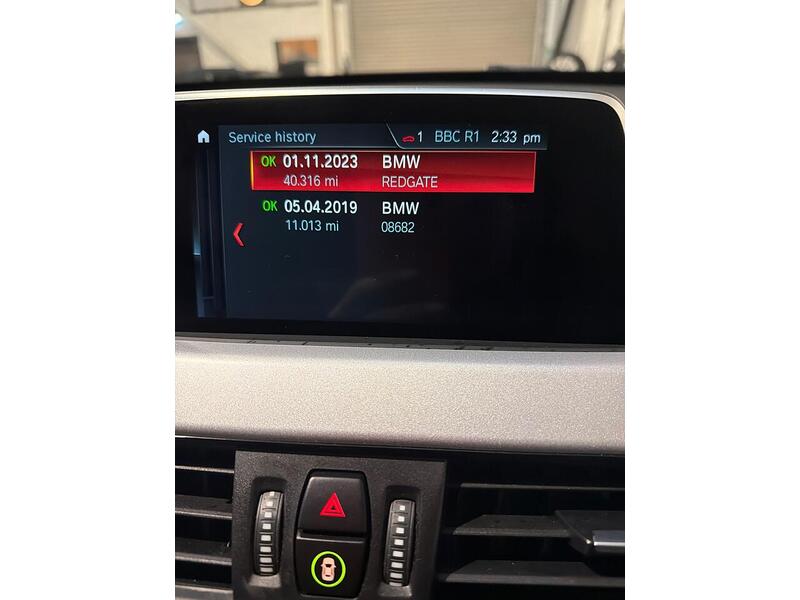 Service history 1 BBC R1 2:33 pm
OK 01.11.2023 BMW
40.316 mi REDGATE
OK 05.04.2019 BMW
11.013 mi 08682